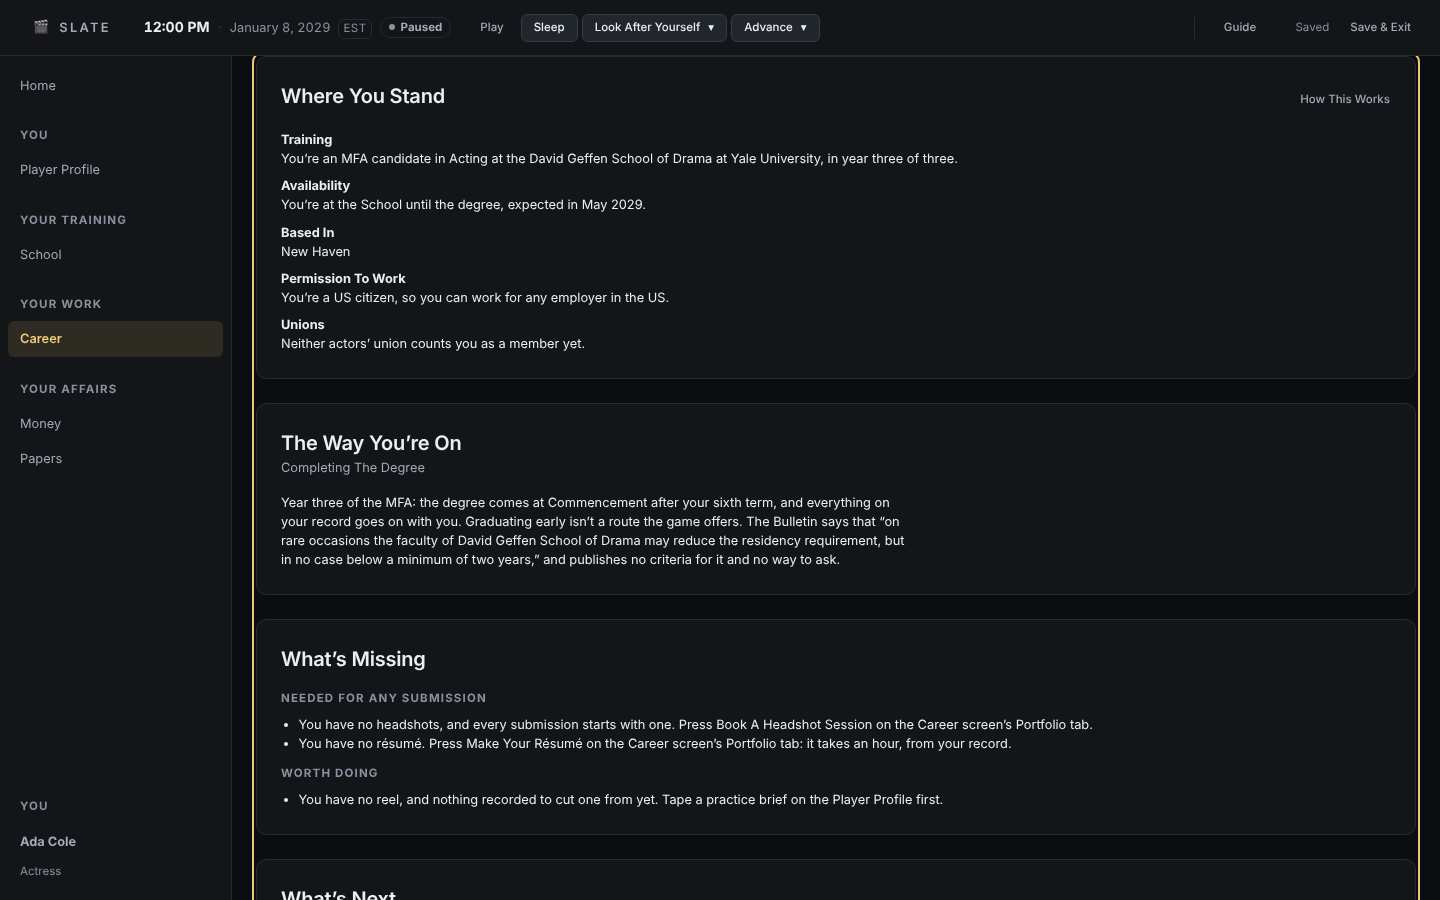 SLATE
12:00 PM · January 8, 2029 EST Paused Play Sleep Look After Yourself ▾ Advance ▾ Guide Saved Save & Exit
Home
YOU
Player Profile
YOUR TRAINING
School
YOUR WORK
Career
YOUR AFFAIRS
Money
Papers
YOU
Ada Cole
Actress
Where You Stand
How This Works
Training
You’re an MFA candidate in Acting at the David Geffen School of Drama at Yale University, in year three of three.
Availability
You’re at the School until the degree, expected in May 2029.
Based In
New Haven
Permission To Work
You’re a US citizen, so you can work for any employer in the US.
Unions
Neither actors’ union counts you as a member yet.
The Way You’re On
Completing The Degree
Year three of the MFA: the degree comes at Commencement after your sixth term, and everything on
your record goes on with you. Graduating early isn’t a route the game offers. The Bulletin says that “on
rare occasions the faculty of David Geffen School of Drama may reduce the residency requirement, but
in no case below a minimum of two years,” and publishes no criteria for it and no way to ask.
What’s Missing
NEEDED FOR ANY SUBMISSION
• You have no headshots, and every submission starts with one. Press Book A Headshot Session on the Career screen’s Portfolio tab.
• You have no résumé. Press Make Your Résumé on the Career screen’s Portfolio tab: it takes an hour, from your record.
WORTH DOING
• You have no reel, and nothing recorded to cut one from yet. Tape a practice brief on the Player Profile first.
What’s Next